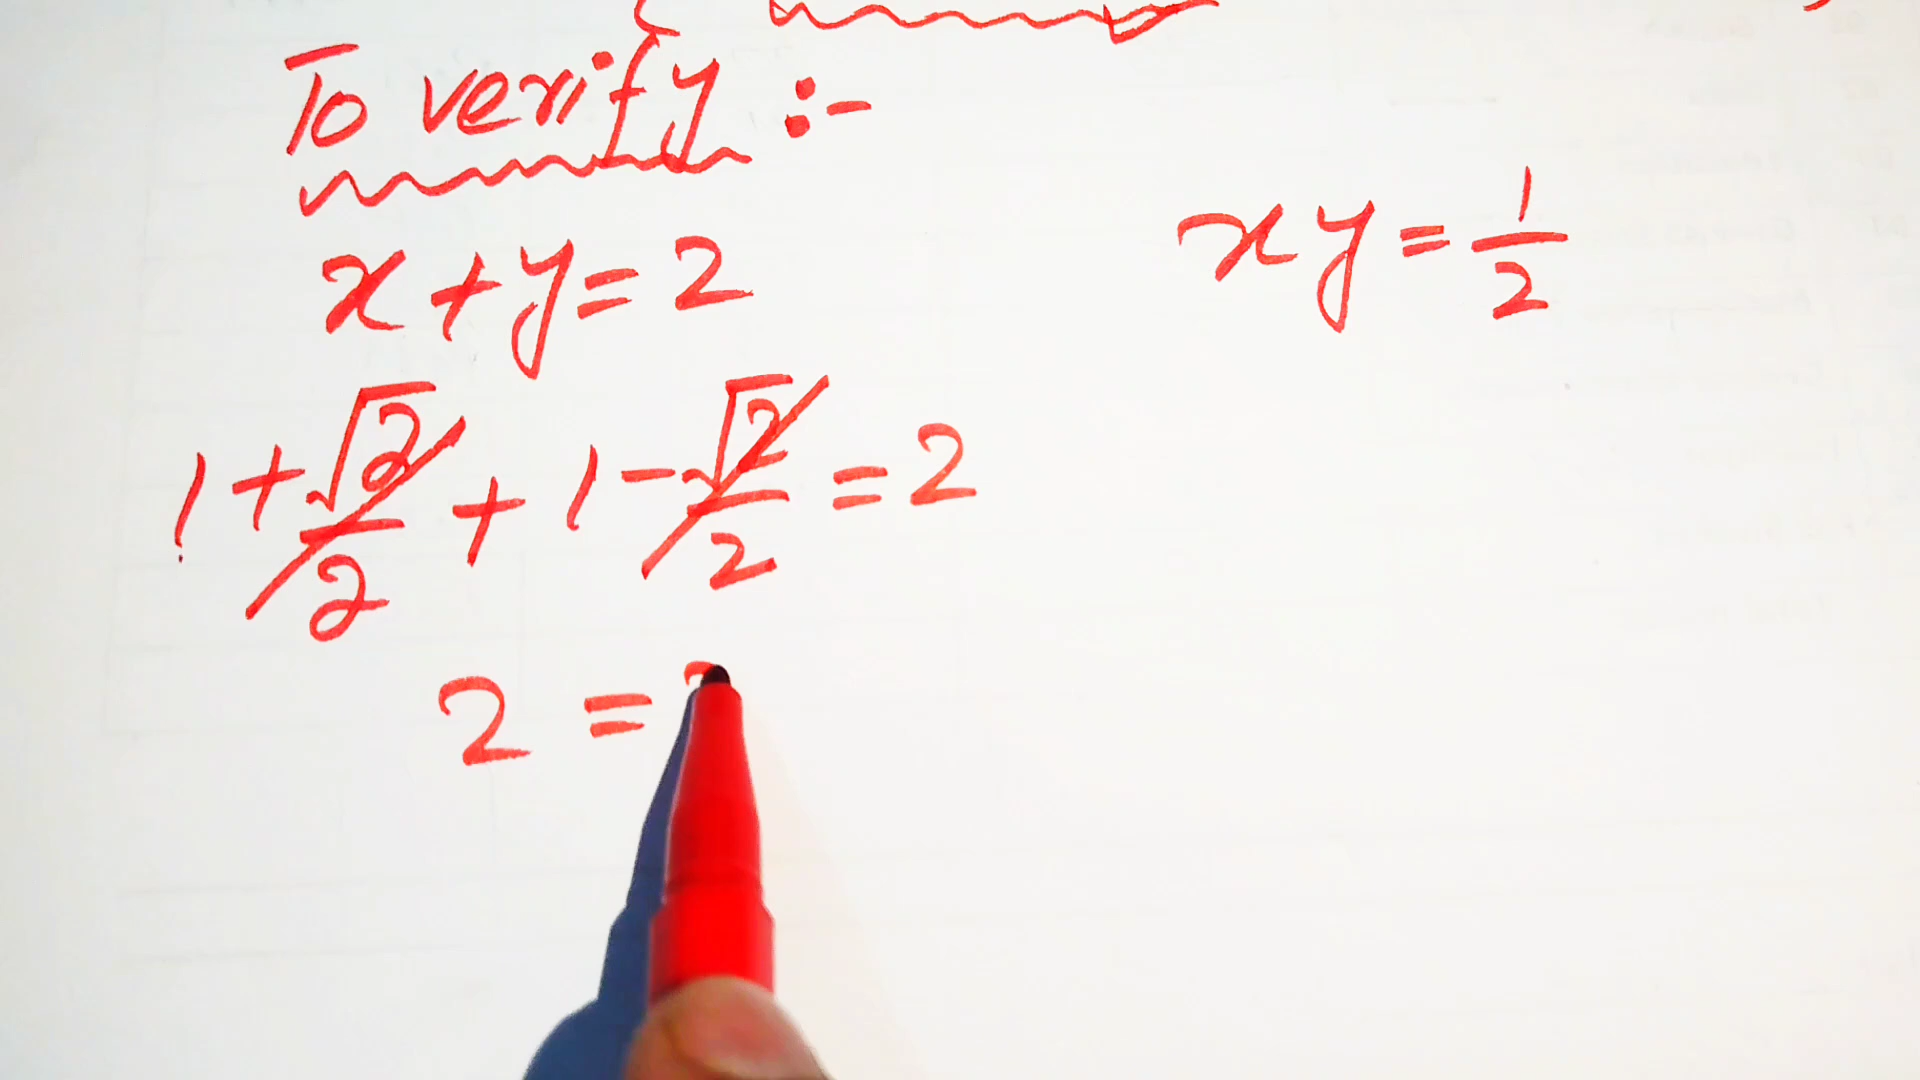 To verify :-
x + y = 2
xy = 1/2
1 + √2/2 + 1 - √2/2 = 2
2 =